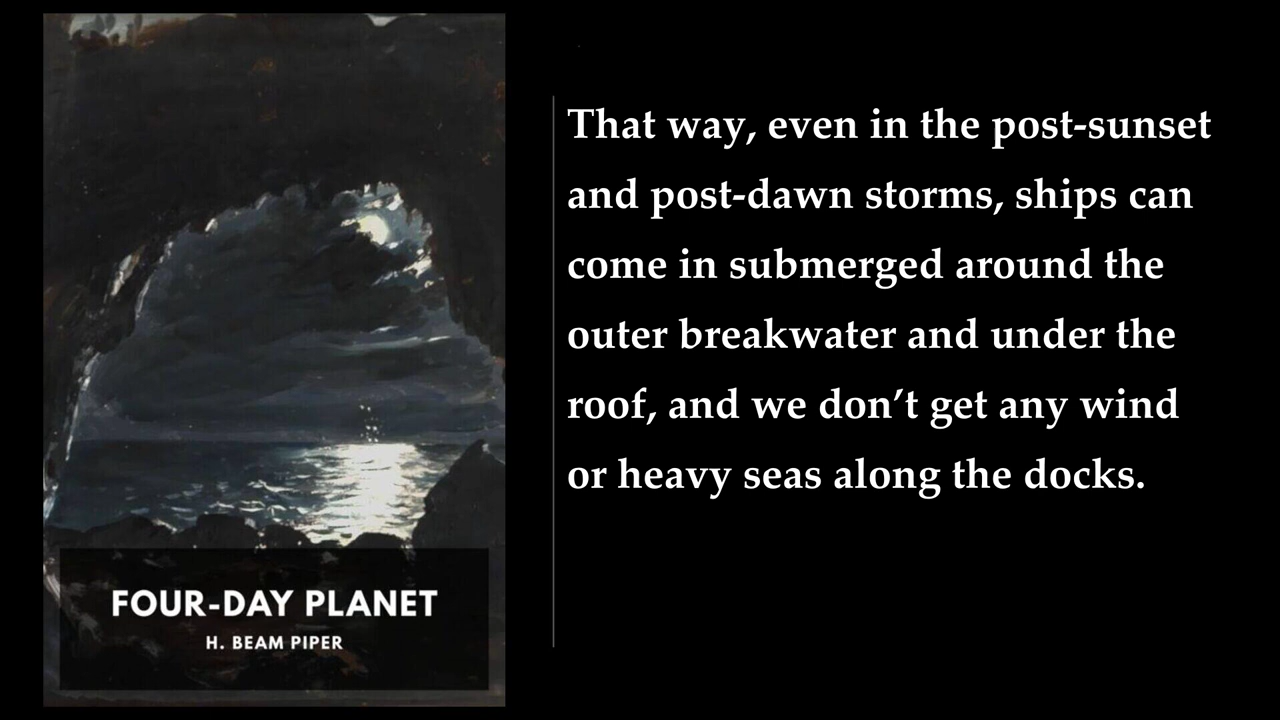 FOUR-DAY PLANET
H. BEAM PIPER
That way, even in the post-sunset
and post-dawn storms, ships can
come in submerged around the
outer breakwater and under the
roof, and we don’t get any wind
or heavy seas along the docks.